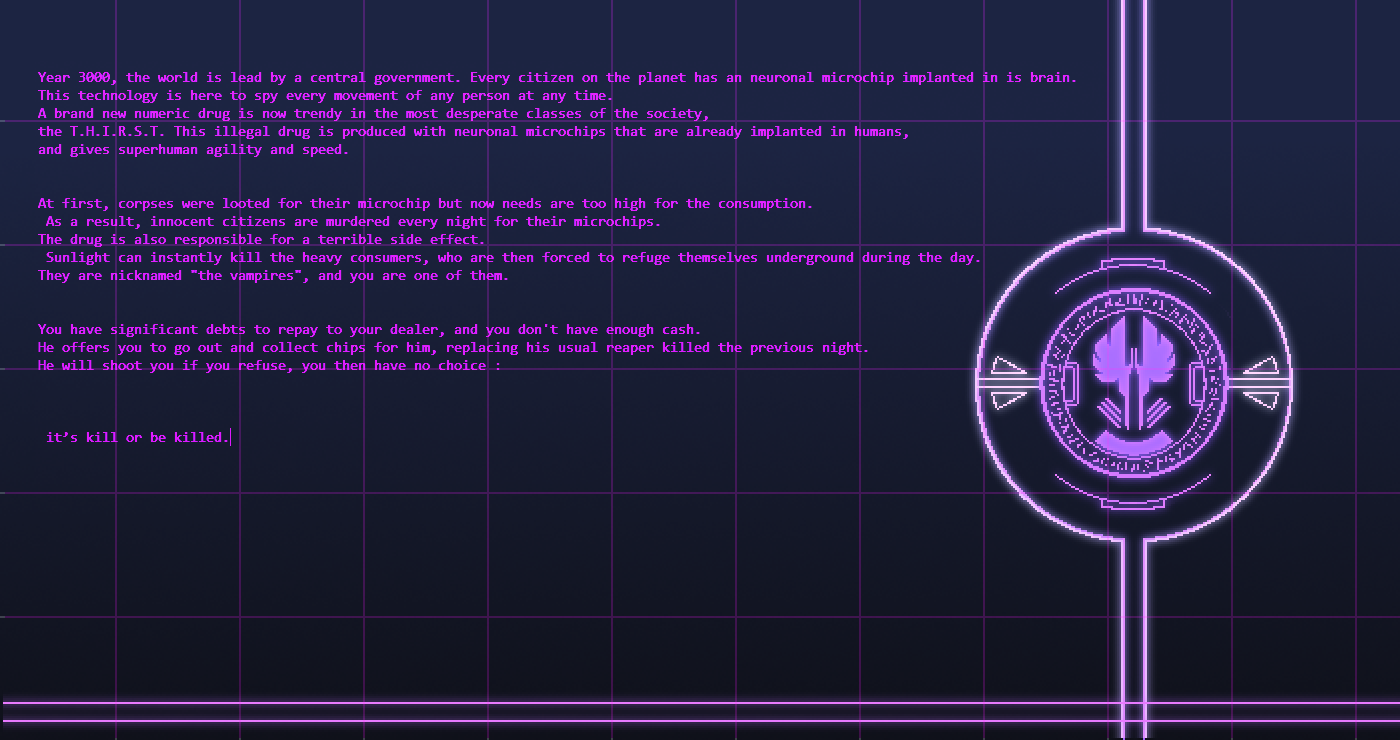 Year 3000, the world is lead by a central government. Every citizen on the planet has an neuronal microchip implanted in is brain.
This technology is here to spy every movement of any person at any time.
A brand new numeric drug is now trendy in the most desperate classes of the society,
the T.H.I.R.S.T. This illegal drug is produced with neuronal microchips that are already implanted in humans,
and gives superhuman agility and speed.
At first, corpses were looted for their microchip but now needs are too high for the consumption.
As a result, innocent citizens are murdered every night for their microchips.
The drug is also responsible for a terrible side effect.
Sunlight can instantly kill the heavy consumers, who are then forced to refuge themselves underground during the day.
They are nicknamed "the vampires", and you are one of them.
You have significant debts to repay to your dealer, and you don't have enough cash.
He offers you to go out and collect chips for him, replacing his usual reaper killed the previous night.
He will shoot you if you refuse, you then have no choice :
it’s kill or be killed.